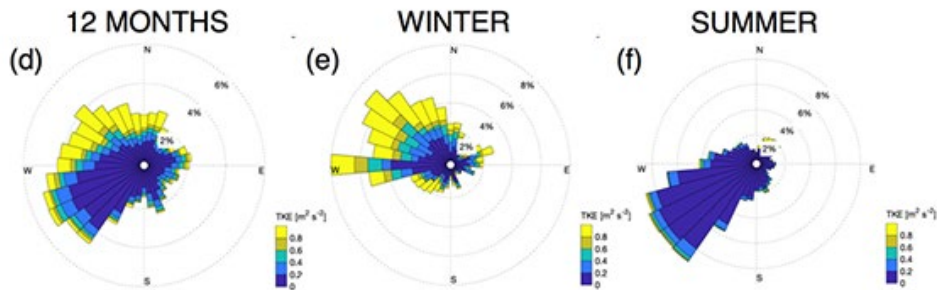 12 MONTHS
WINTER
SUMMER
(d)
N
6%
4%
2%
W
E
S
TKE [m² s⁻²]
0.8
0.6
0.4
0.2
0
(e)
N
8%
6%
4%
2%
W
E
S
TKE [m² s⁻²]
0.8
0.6
0.4
0.2
0
(f)
N
8%
6%
4%
2%
W
E
S
TKE [m² s⁻²]
0.8
0.6
0.4
0.2
0